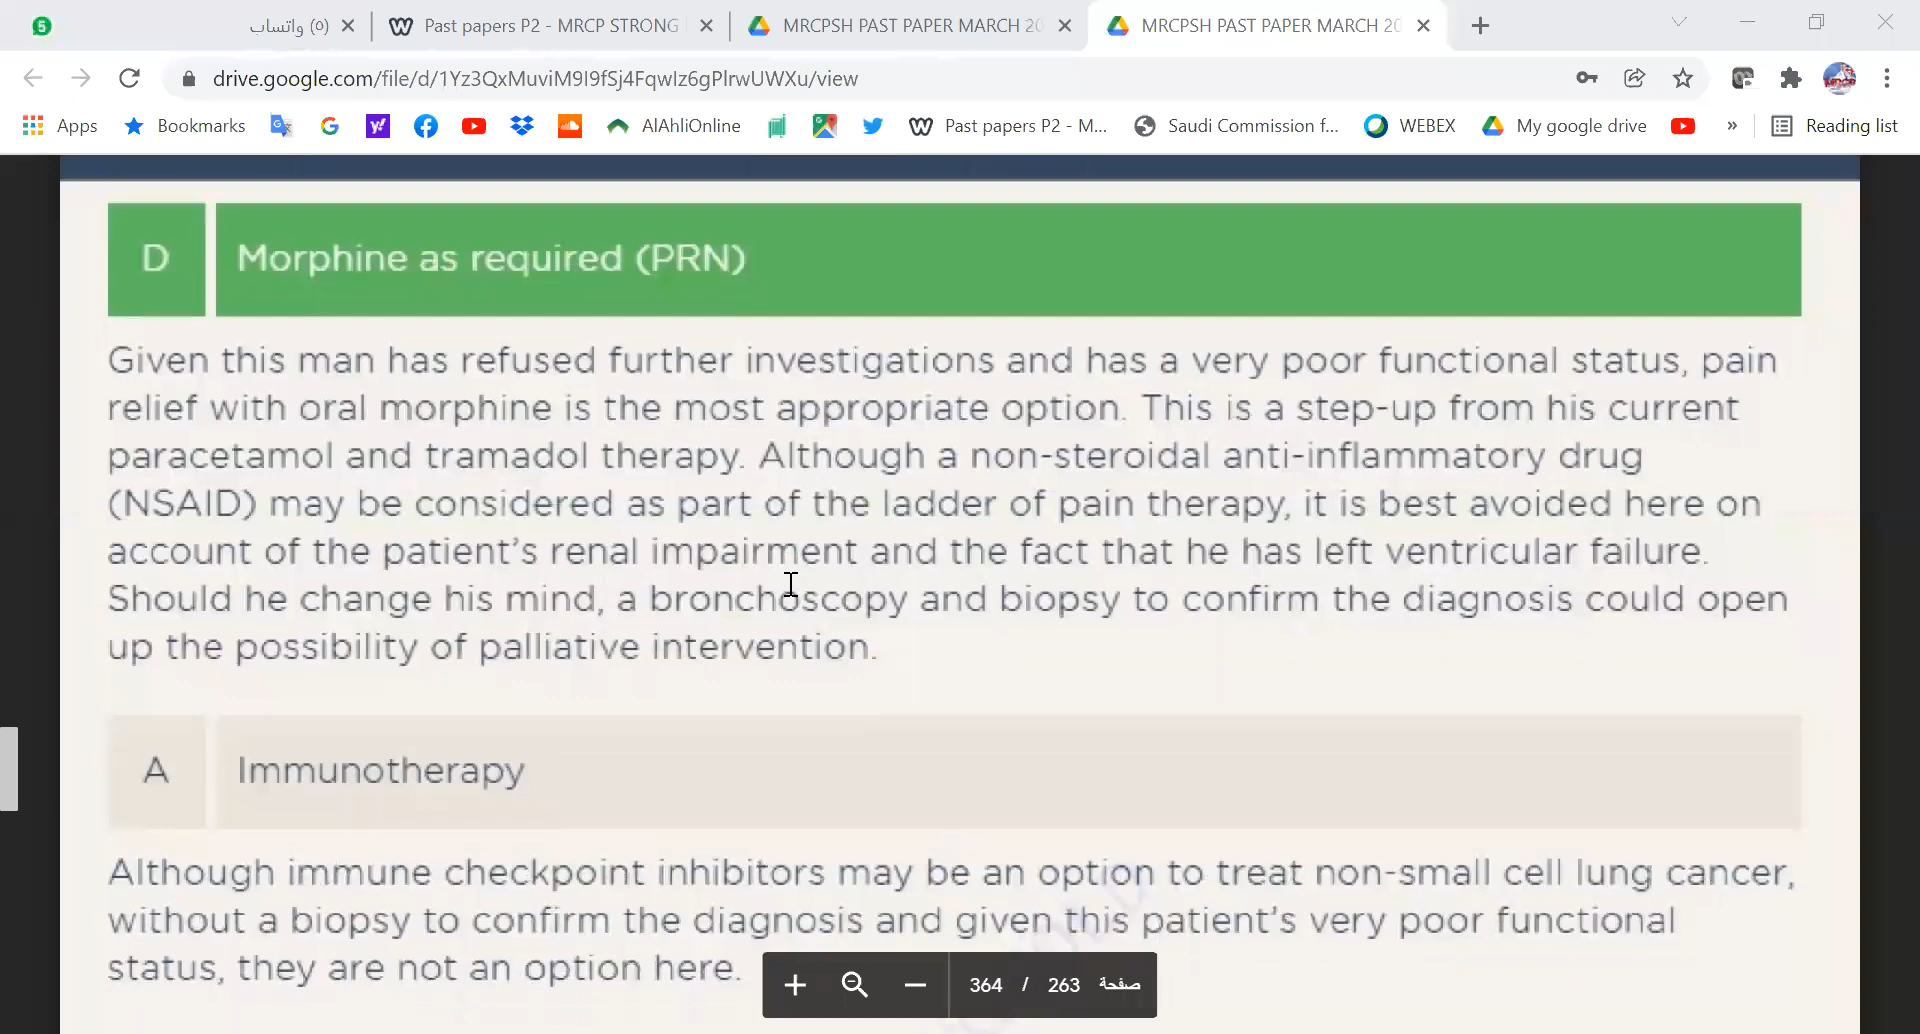 5
واتساب (٥)
Past papers P2 - MRCP STRONG
MRCPSH PAST PAPER MARCH 20
MRCPSH PAST PAPER MARCH 20
drive.google.com/file/d/1Yz3QxMuviM9I9fSj4FqwIz6gPlrwUWXu/view
Apps Bookmarks AlAhliOnline Past papers P2 - M... Saudi Commission f... WEBEX My google drive » Reading list
D Morphine as required (PRN)
Given this man has refused further investigations and has a very poor functional status, pain
relief with oral morphine is the most appropriate option. This is a step-up from his current
paracetamol and tramadol therapy. Although a non-steroidal anti-inflammatory drug
(NSAID) may be considered as part of the ladder of pain therapy, it is best avoided here on
account of the patient's renal impairment and the fact that he has left ventricular failure.
Should he change his mind, a bronchoscopy and biopsy to confirm the diagnosis could open
up the possibility of palliative intervention.
A Immunotherapy
Although immune checkpoint inhibitors may be an option to treat non-small cell lung cancer,
without a biopsy to confirm the diagnosis and given this patient's very poor functional
status, they are not an option here.
364 / 263 صفحة